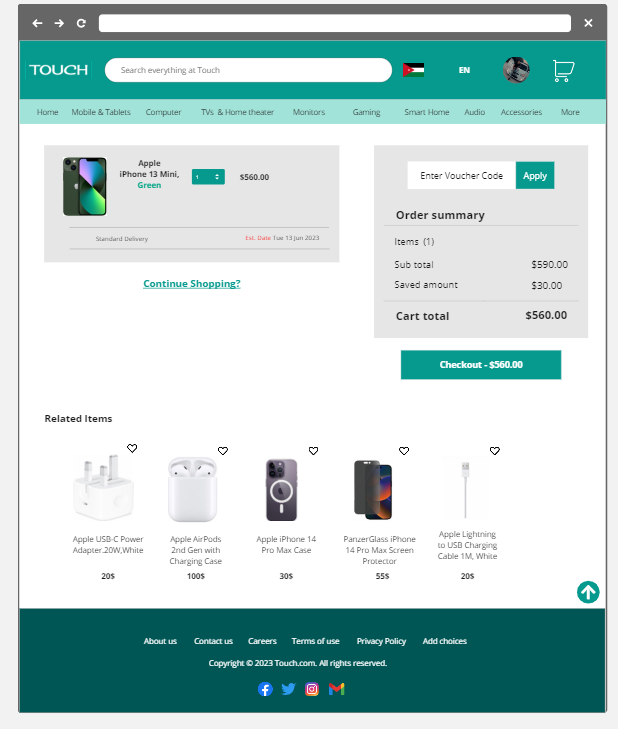 TOUCH
Search everything at Touch
EN
Home Mobile & Tablets Computer TVs & Home theater Monitors Gaming Smart Home Audio Accessories More
Apple
iPhone 13 Mini,
Green
1
$560.00
Standard Delivery
Est. Date Tue 13 Jun 2023
Continue Shopping?
Enter Voucher Code
Apply
Order summary
Items (1)
Sub total $590.00
Saved amount $30.00
Cart total $560.00
Checkout - $560.00
Related Items
Apple USB-C Power
Adapter.20W,White
20$
Apple AirPods
2nd Gen with
Charging Case
100$
Apple iPhone 14
Pro Max Case
30$
PanzerGlass iPhone
14 Pro Max Screen
Protector
55$
Apple Lightning
to USB Charging
Cable 1M, White
20$
About us Contact us Careers Terms of use Privacy Policy Add choices
Copyright © 2023 Touch.com. All rights reserved.